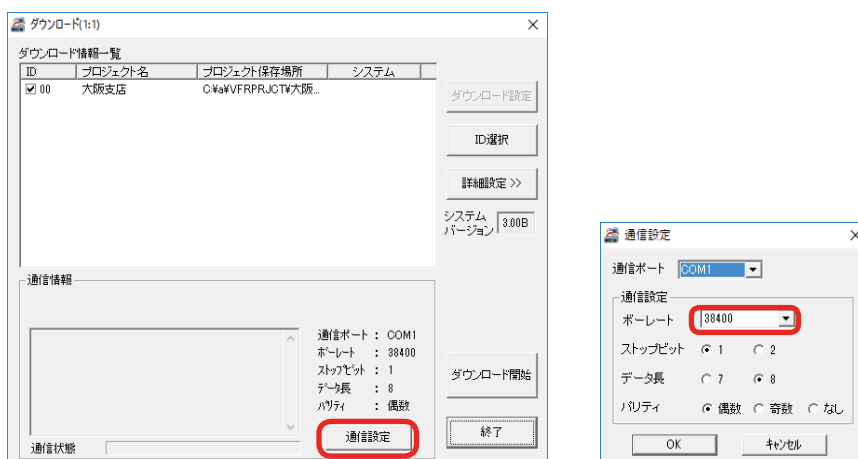 ダウンロード(1:1)
ダウンロード情報一覧
ID プロジェクト名 プロジェクト保存場所 システム
00 大阪支店 C:¥a¥VFRPRJCT¥大阪...
ダウンロード設定
ID選択
詳細設定 >>
システム
バージョン 3.00B
通信情報
通信ポート : COM1
ボーレート : 38400
ストップビット : 1
データ長 : 8
パリティ : 偶数
通信設定
通信状態
ダウンロード開始
終了
通信設定
通信ポート COM1
通信設定
ボーレート 38400
ストップビット 1 2
データ長 7 8
パリティ 偶数 奇数 なし
OK キャンセル